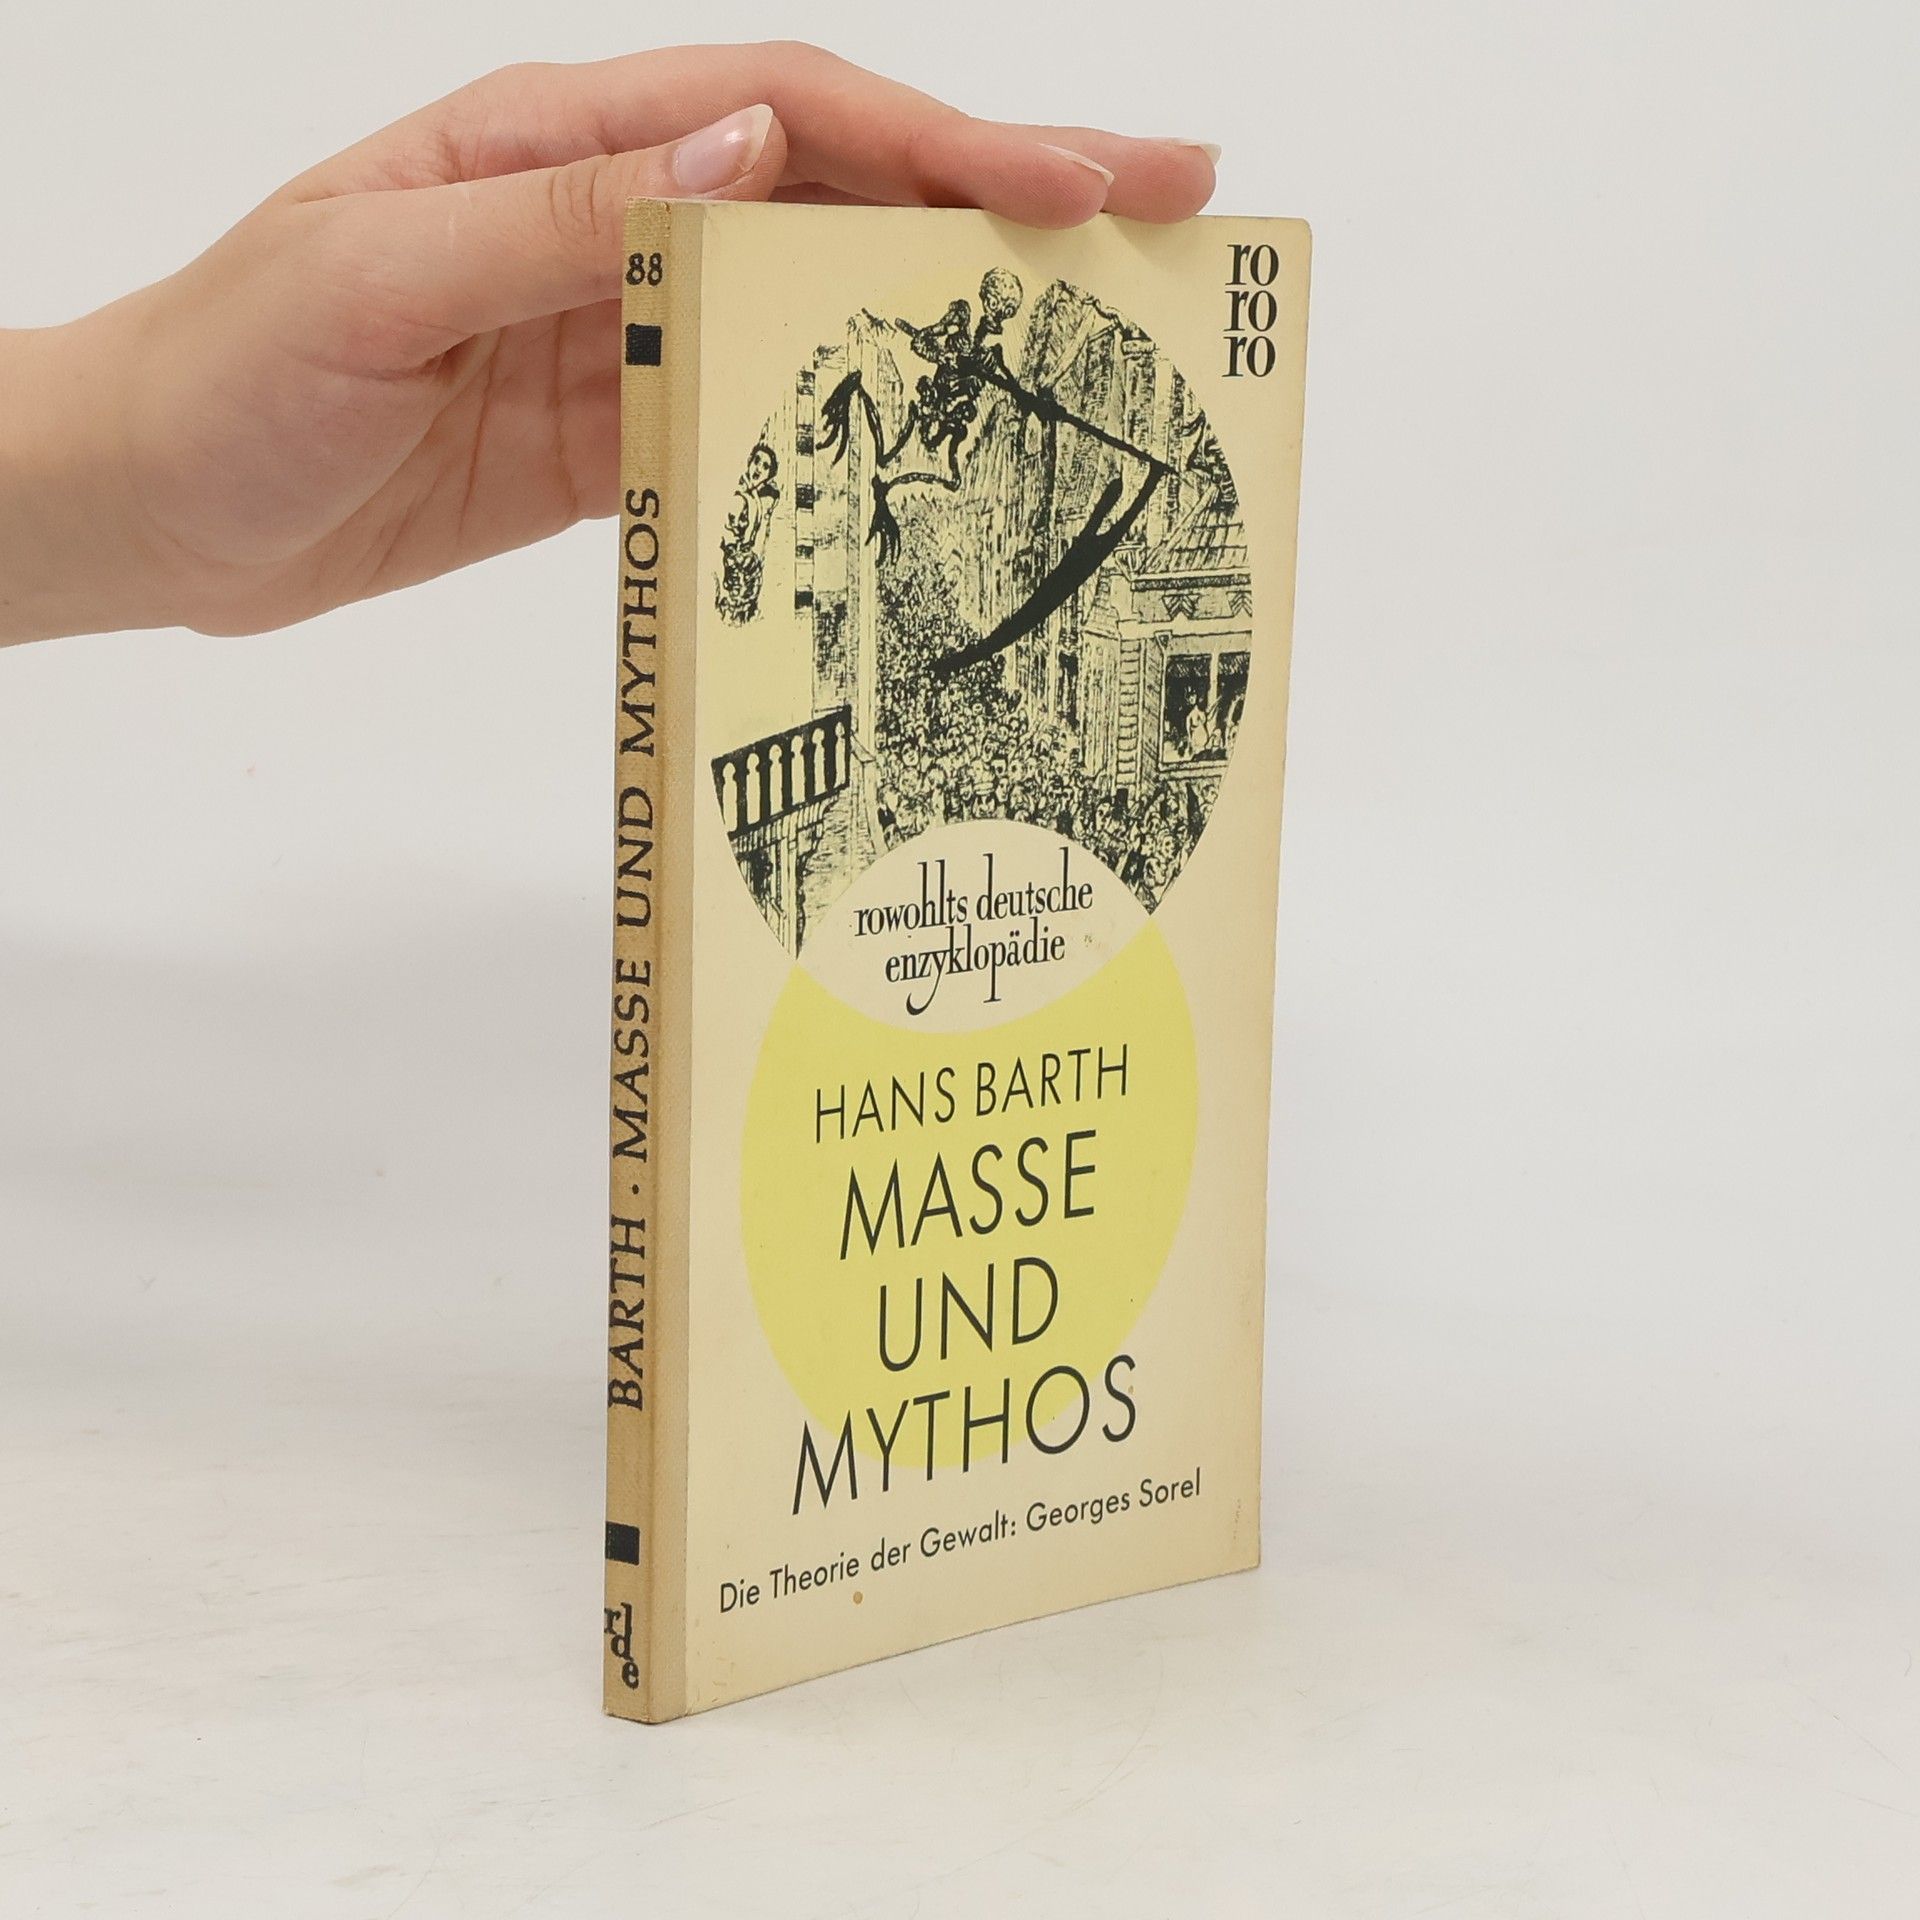 88
BARTH · MASSE UND MYTHOS
rde
ro
ro
ro
rowohlts deutsche
enzyklopädie
HANS BARTH
MASSE
UND
MYTHOS
Die Theorie der Gewalt: Georges Sorel